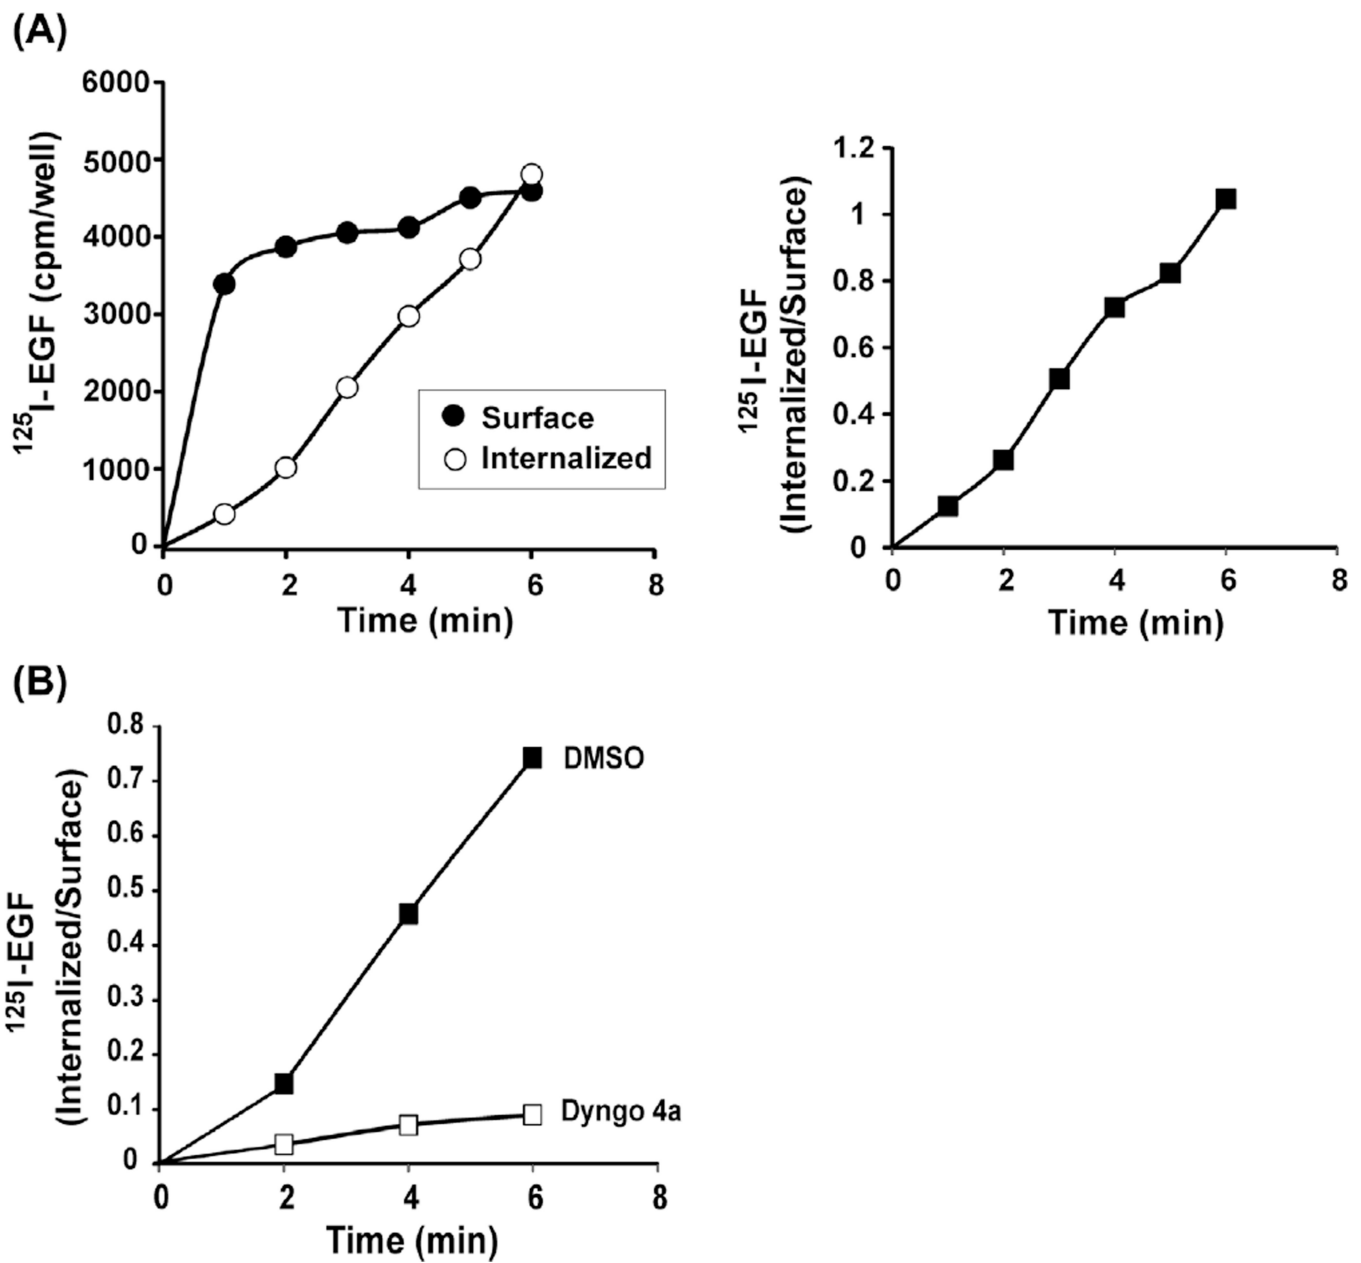 (A)
6000
5000
4000
3000
2000
1000
0
0 2 4 6 8
Time (min)
¹²⁵I-EGF (cpm/well)
Surface
Internalized
1.2
1
0.8
0.6
0.4
0.2
0
0 2 4 6 8
Time (min)
¹²⁵I-EGF
(Internalized/Surface)
(B)
0.8
0.7
0.6
0.5
0.4
0.3
0.2
0.1
0
0 2 4 6 8
Time (min)
¹²⁵I-EGF
(Internalized/Surface)
DMSO
Dyngo 4a